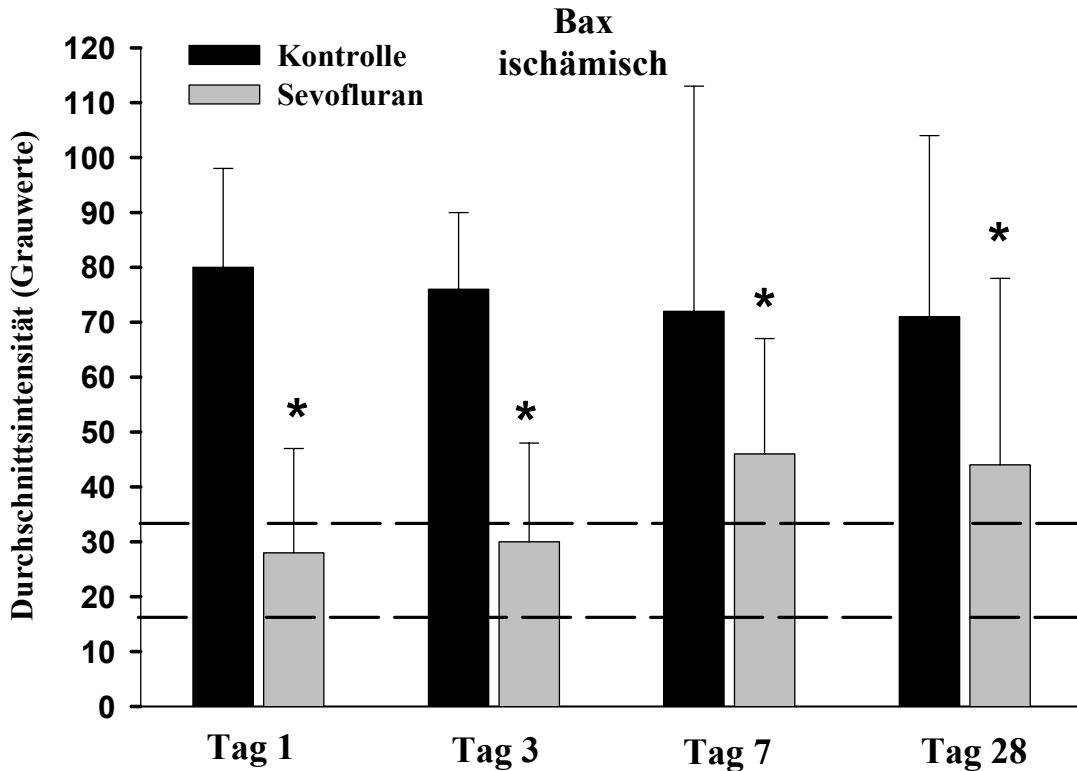 Bax
ischämisch
Kontrolle
Sevofluran
Durchschnittsintensität (Grauwerte)
120
110
100
90
80
70
60
50
40
30
20
10
0
*
*
*
*
Tag 1
Tag 3
Tag 7
Tag 28